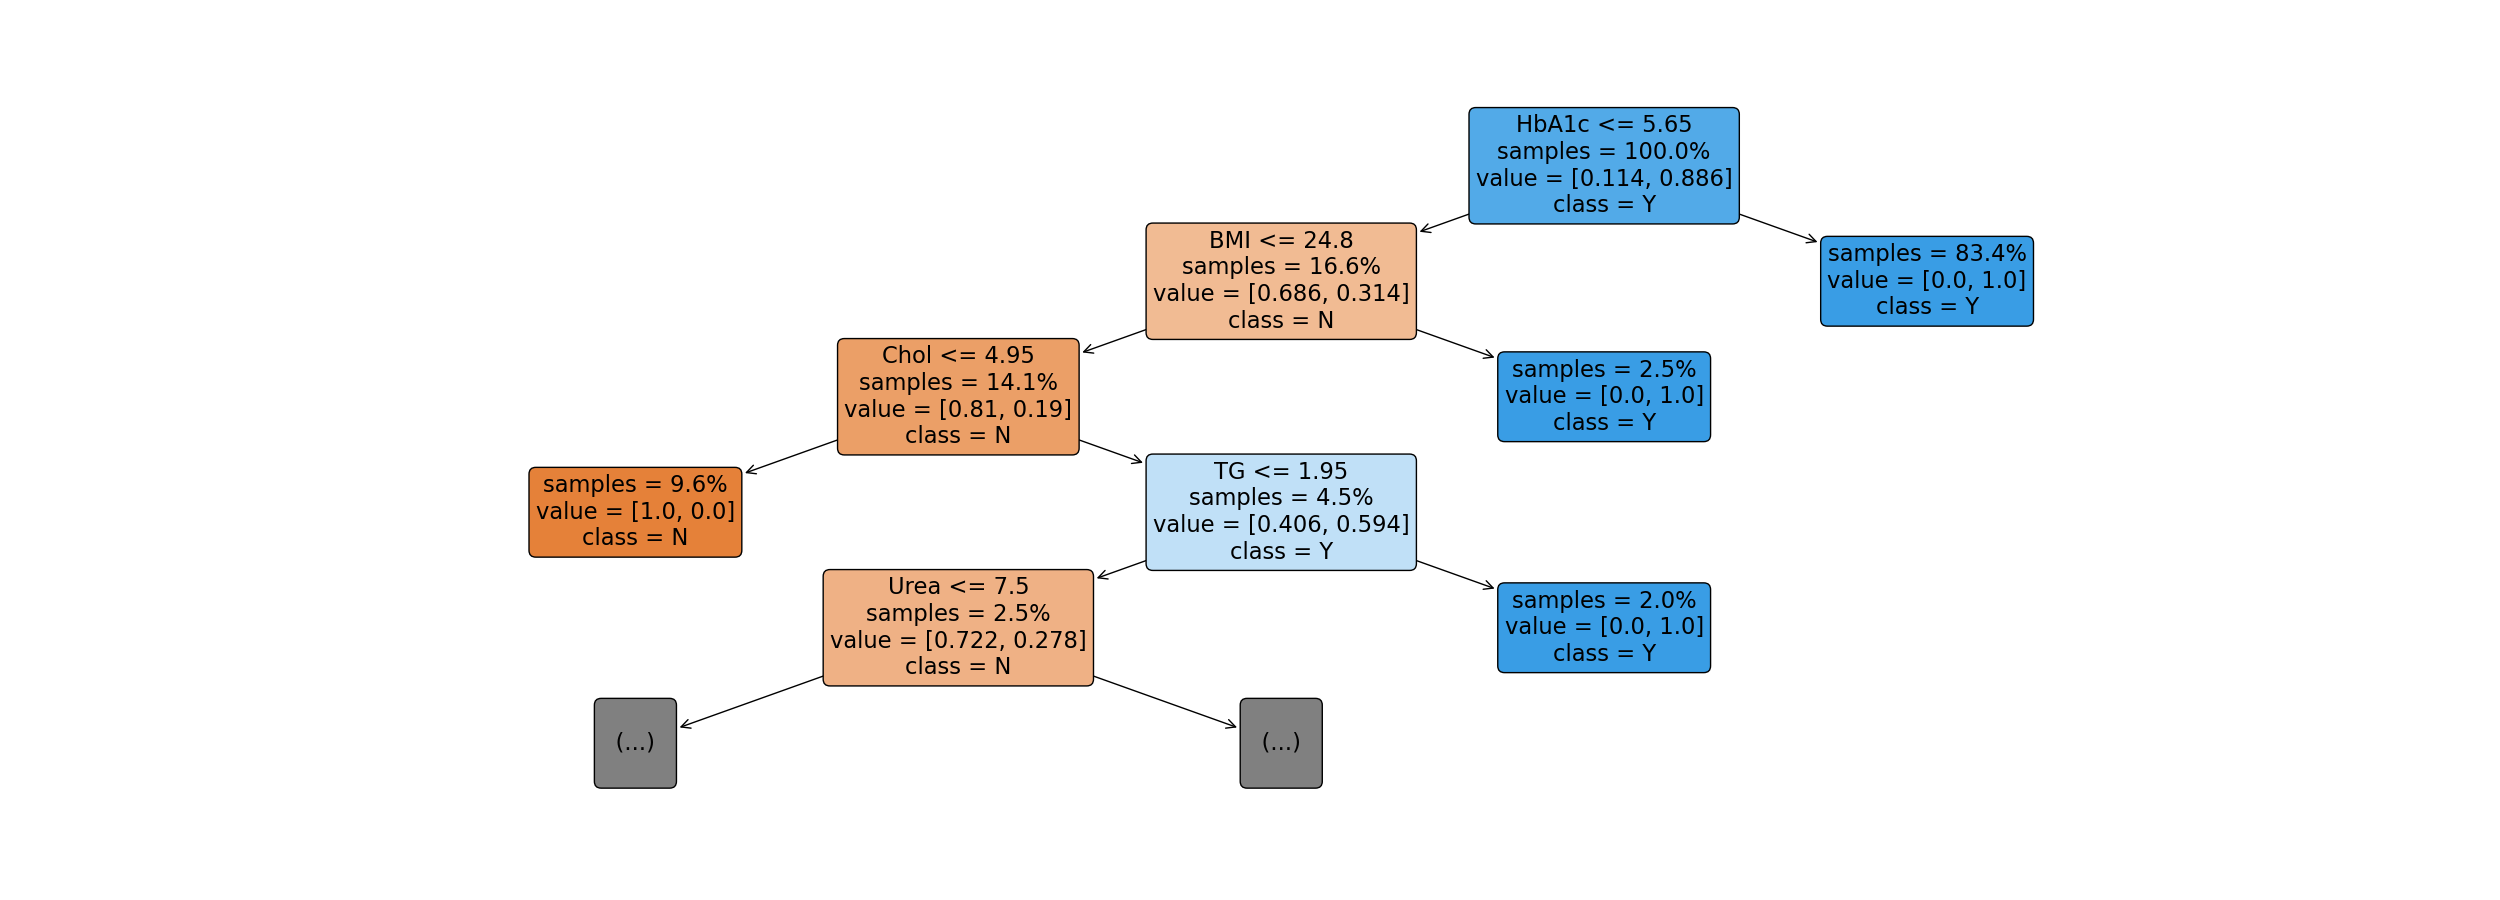 HbA1c <= 5.65
samples = 100.0%
value = [0.114, 0.886]
class = Y
BMI <= 24.8
samples = 16.6%
value = [0.686, 0.314]
class = N
samples = 83.4%
value = [0.0, 1.0]
class = Y
Chol <= 4.95
samples = 14.1%
value = [0.81, 0.19]
class = N
samples = 2.5%
value = [0.0, 1.0]
class = Y
samples = 9.6%
value = [1.0, 0.0]
class = N
TG <= 1.95
samples = 4.5%
value = [0.406, 0.594]
class = Y
Urea <= 7.5
samples = 2.5%
value = [0.722, 0.278]
class = N
samples = 2.0%
value = [0.0, 1.0]
class = Y
(...)
(...)